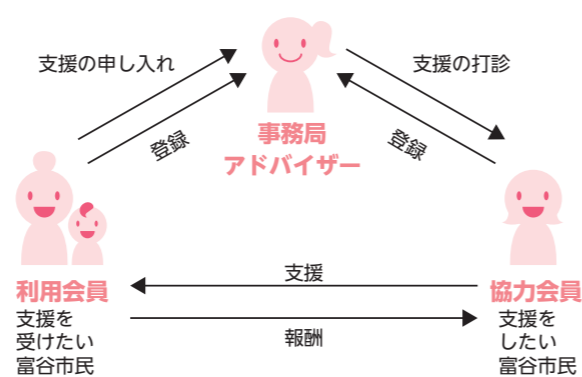 支援の申し入れ
支援の打診
登録
登録
事務局
アドバイザー
支援
報酬
利用会員
支援を
受けたい
富谷市民
協力会員
支援を
したい
富谷市民